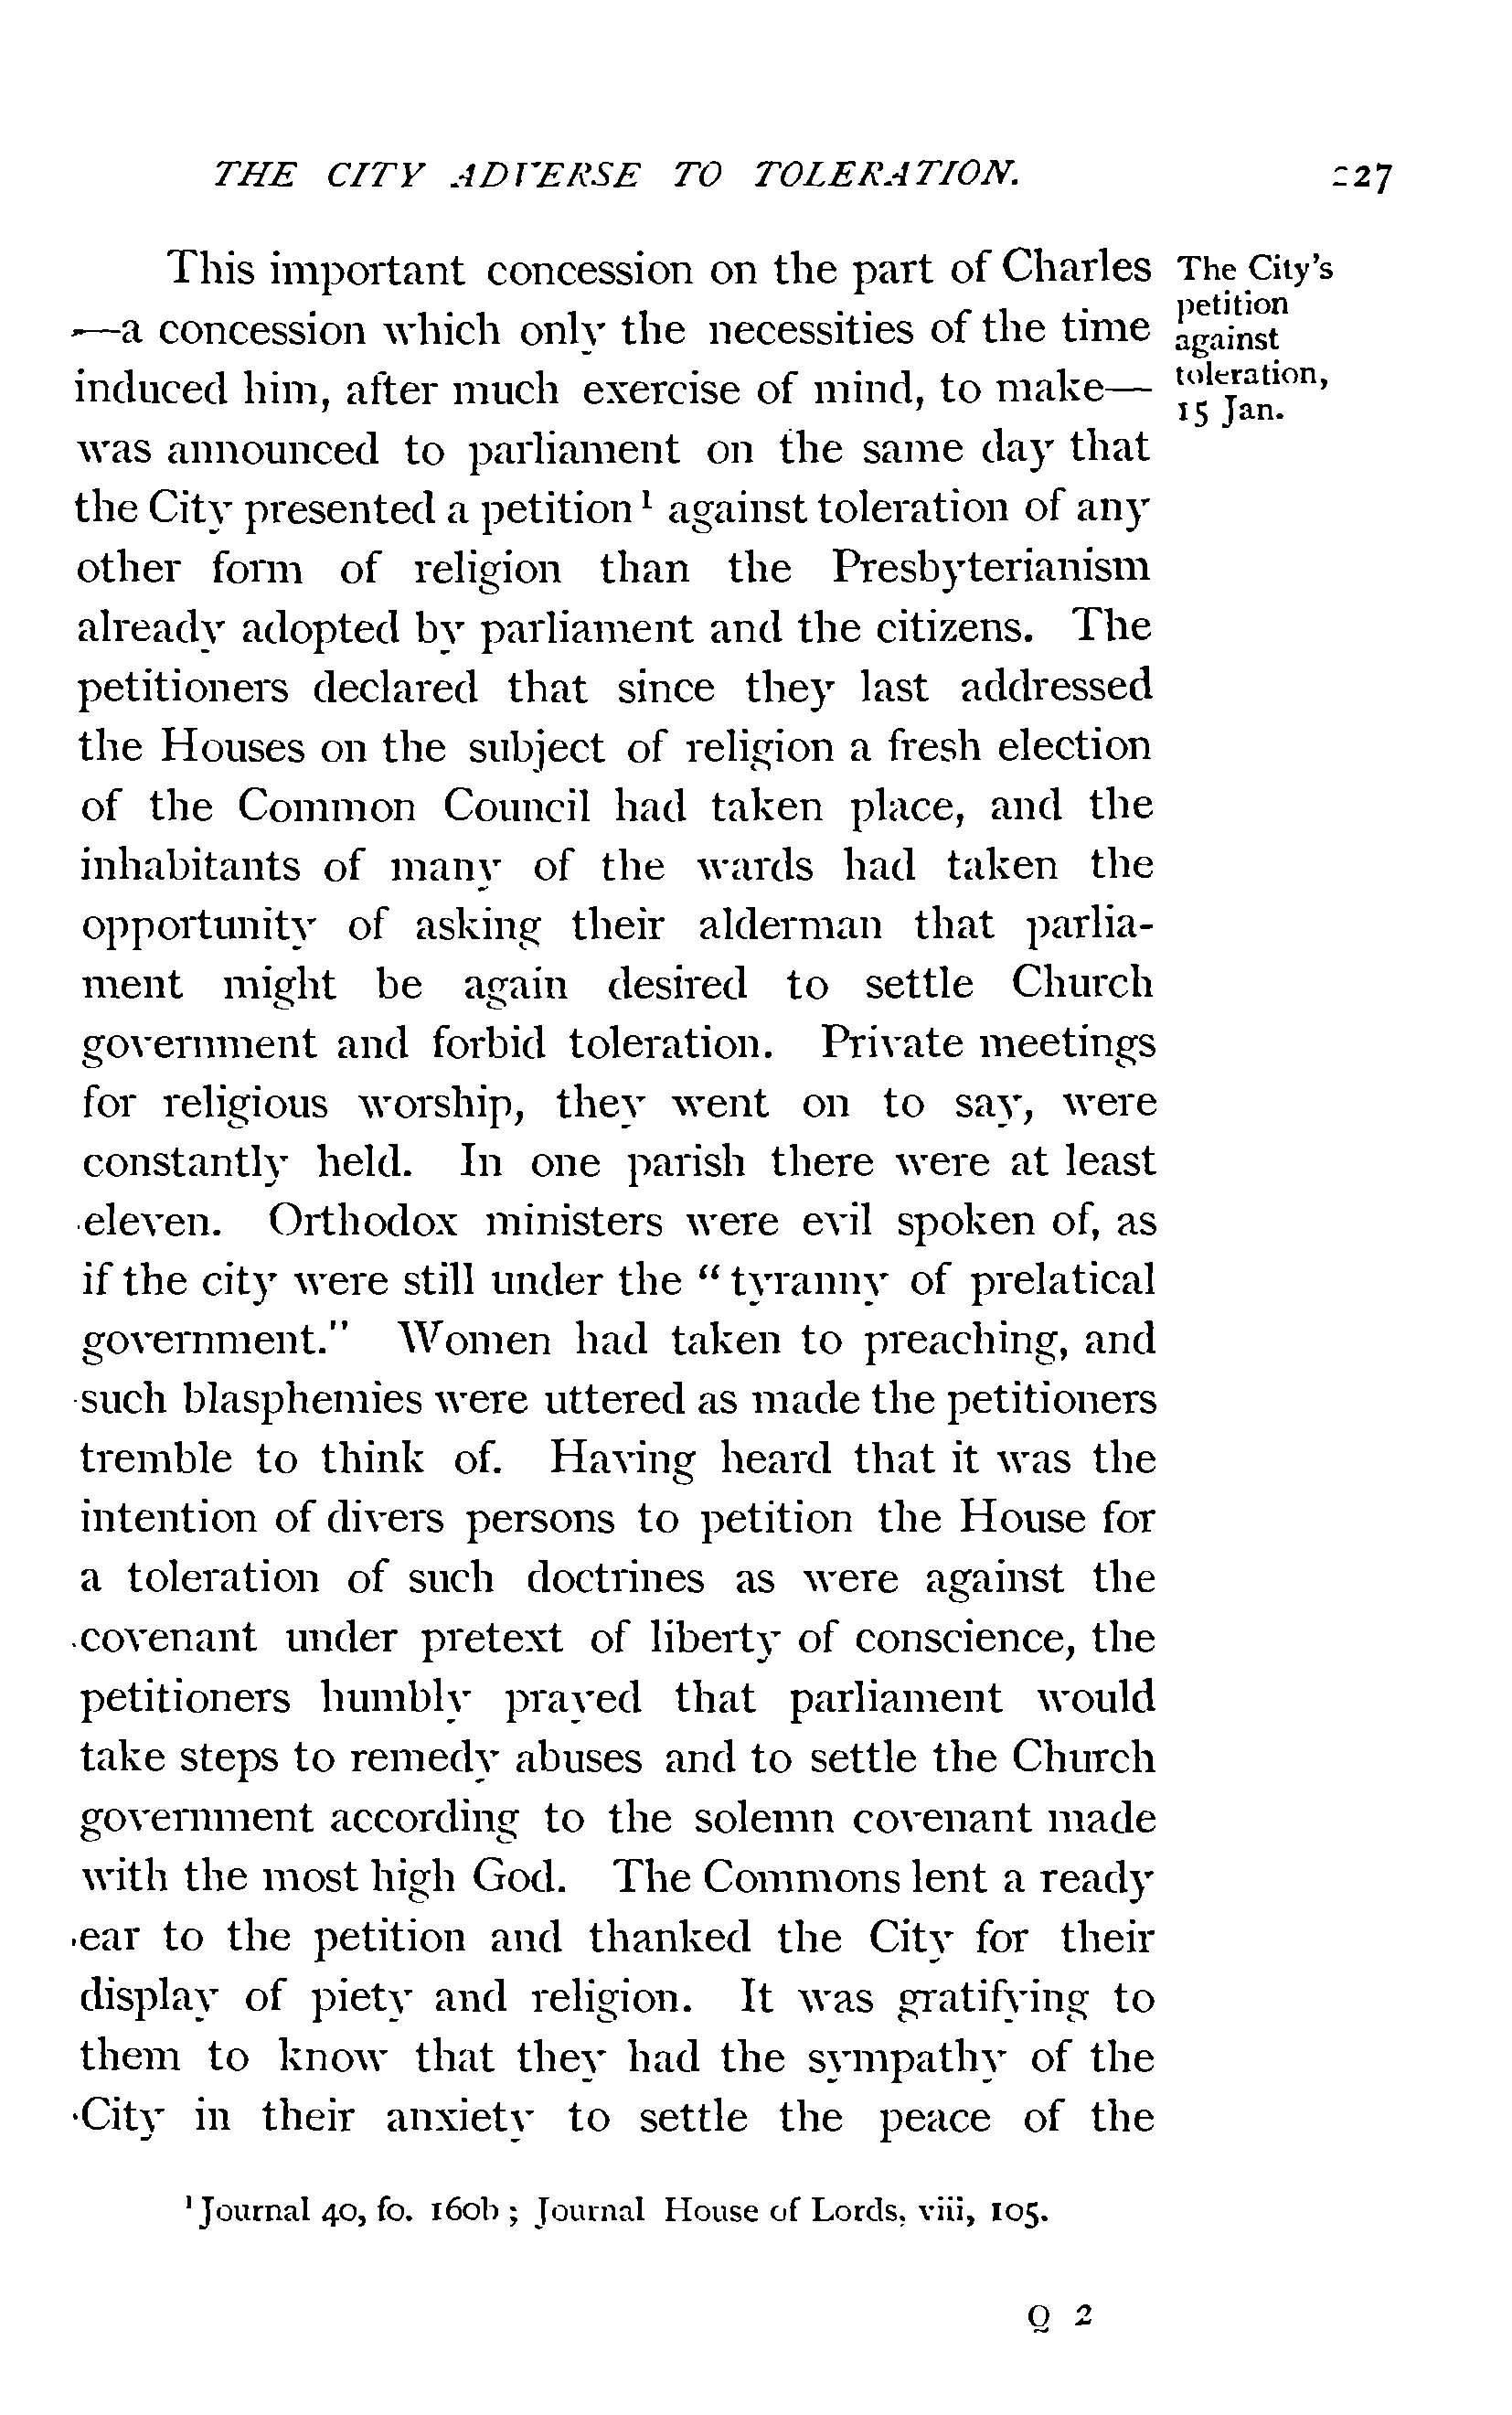 THE CITY ADVERSE TO TOLERATION. 227
This important concession on the part of Charles
—a concession which only the necessities of the time
induced him, after much exercise of mind, to make—
was announced to parliament on the same day that
the City presented a petition¹ against toleration of any
other form of religion than the Presbyterianism
already adopted by parliament and the citizens. The
petitioners declared that since they last addressed
the Houses on the subject of religion a fresh election
of the Common Council had taken place, and the
inhabitants of many of the wards had taken the
opportunity of asking their alderman that parlia-
ment might be again desired to settle Church
government and forbid toleration. Private meetings
for religious worship, they went on to say, were
constantly held. In one parish there were at least
eleven. Orthodox ministers were evil spoken of, as
if the city were still under the "tyranny of prelatical
government." Women had taken to preaching, and
such blasphemies were uttered as made the petitioners
tremble to think of. Having heard that it was the
intention of divers persons to petition the House for
a toleration of such doctrines as were against the
covenant under pretext of liberty of conscience, the
petitioners humbly prayed that parliament would
take steps to remedy abuses and to settle the Church
government according to the solemn covenant made
with the most high God. The Commons lent a ready
ear to the petition and thanked the City for their
display of piety and religion. It was gratifying to
them to know that they had the sympathy of the
City in their anxiety to settle the peace of the
The City's
petition
against
toleration,
15 Jan.
¹ Journal 40, fo. 160b; Journal House of Lords, viii, 105.
Q 2